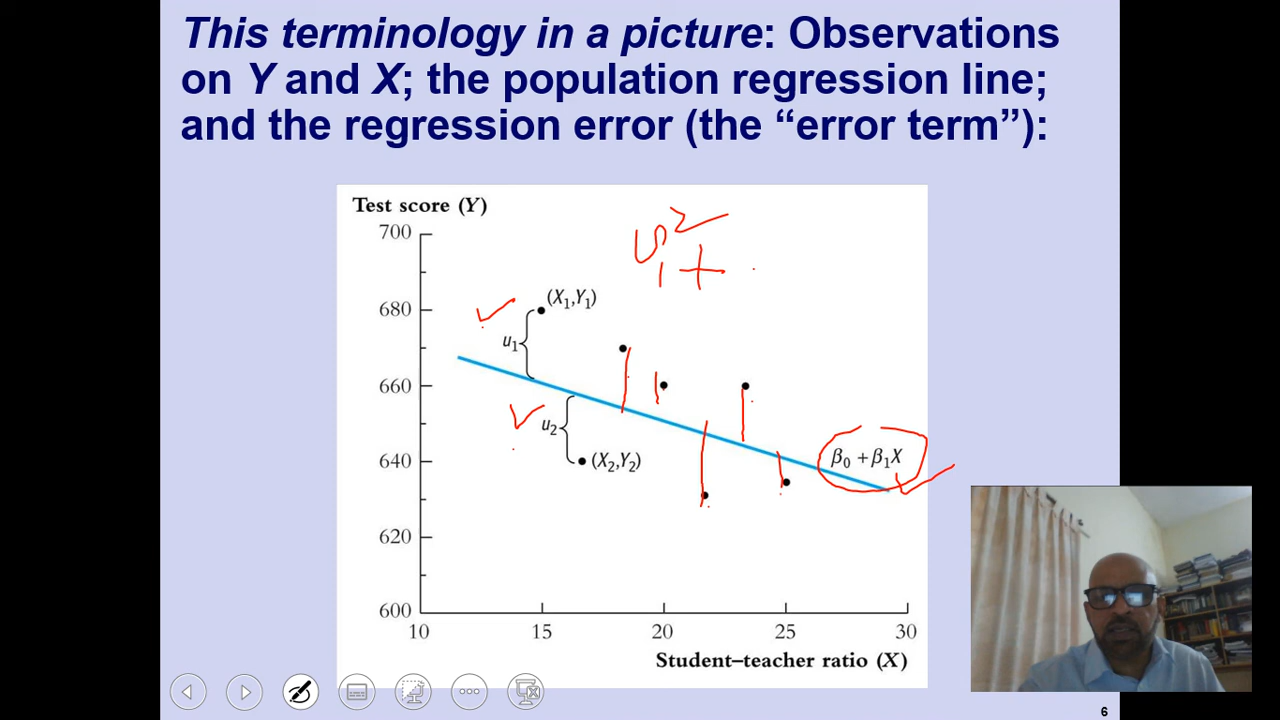 This terminology in a picture: Observations
on Y and X; the population regression line;
and the regression error (the “error term”):
Test score (Y)
700
680
660
640
620
600
(X₁,Y₁)
u₁
u₂
(X₂,Y₂)
β₀ + β₁X
10
15
20
25
30
Student–teacher ratio (X)
6